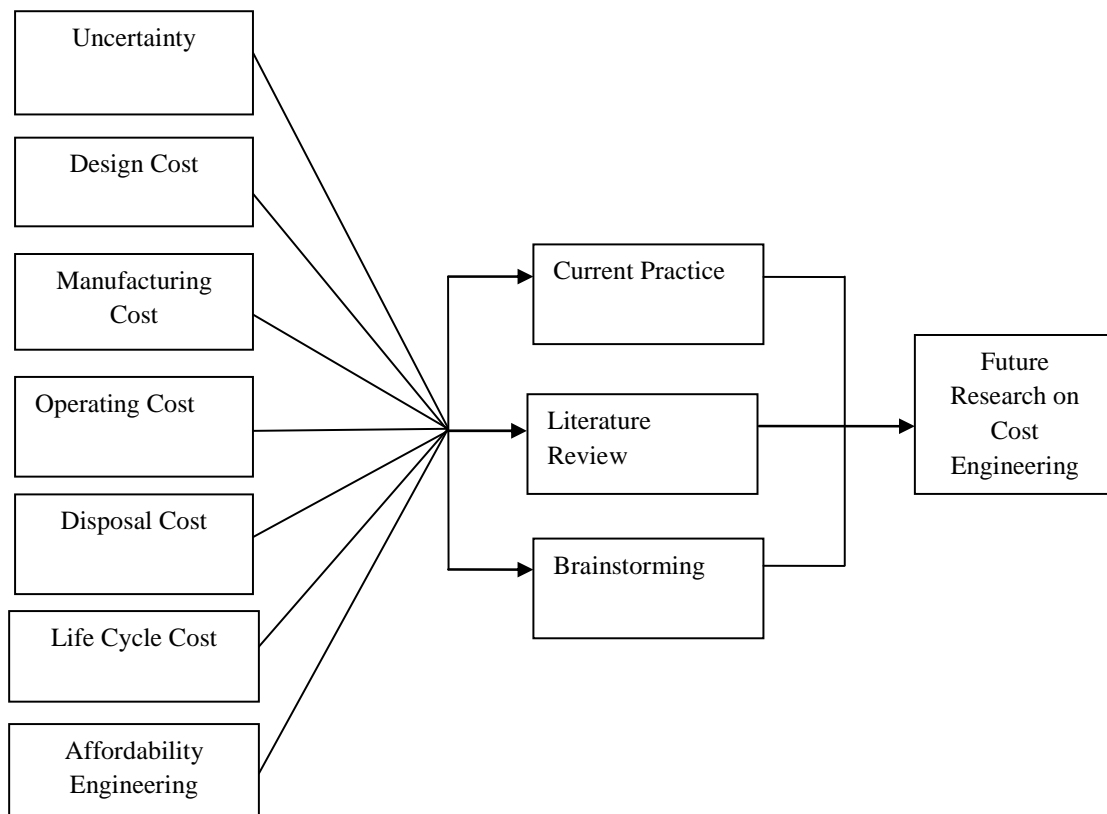 Uncertainty
Design Cost
Manufacturing
Cost
Operating Cost
Disposal Cost
Life Cycle Cost
Affordability
Engineering
Current Practice
Literature
Review
Brainstorming
Future
Research on
Cost
Engineering